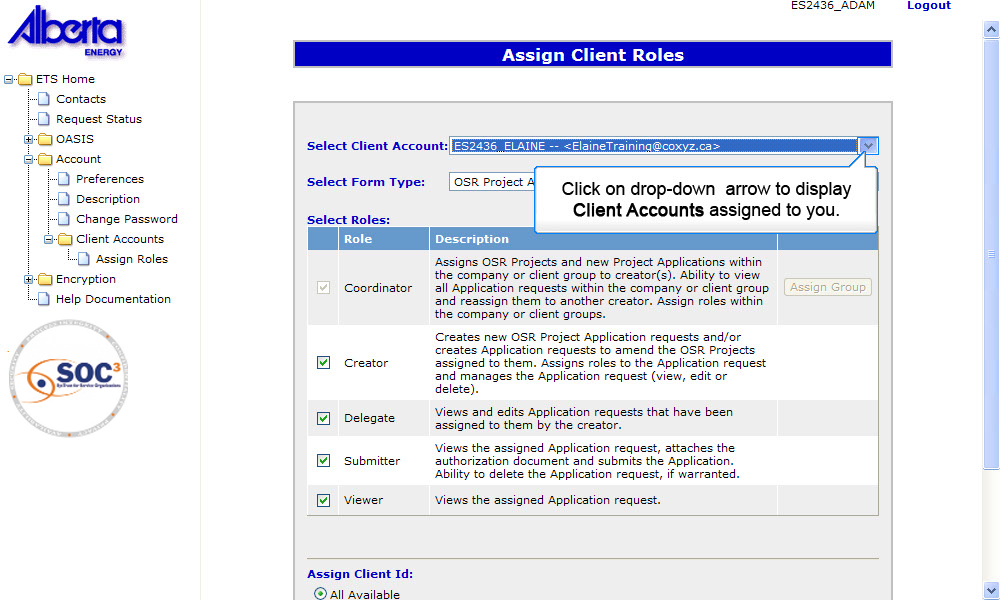 ES2436_ADAM
Logout
Alberta
ENERGY
ETS Home
Contacts
Request Status
OASIS
Account
Preferences
Description
Change Password
Client Accounts
Assign Roles
Encryption
Help Documentation
SOC3
Assign Client Roles
Select Client Account: ES2436_ELAINE -- <ElaineTraining@coxyz.ca>
Select Form Type: OSR Project A
Click on drop-down arrow to display
Client Accounts assigned to you.
Select Roles:
Role Description
Coordinator
Assigns OSR Projects and new Project Applications within
the company or client group to creator(s). Ability to view
all Application requests within the company or client group
and reassign them to another creator. Assign roles within
the company or client groups.
Assign Group
Creator
Creates new OSR Project Application requests and/or
creates Application requests to amend the OSR Projects
assigned to them. Assigns roles to the Application request
and manages the Application request (view, edit or
delete).
Delegate
Views and edits Application requests that have been
assigned to them by the creator.
Submitter
Views the assigned Application request, attaches the
authorization document and submits the Application.
Ability to delete the Application request, if warranted.
Viewer
Views the assigned Application request.
Assign Client Id:
All Available